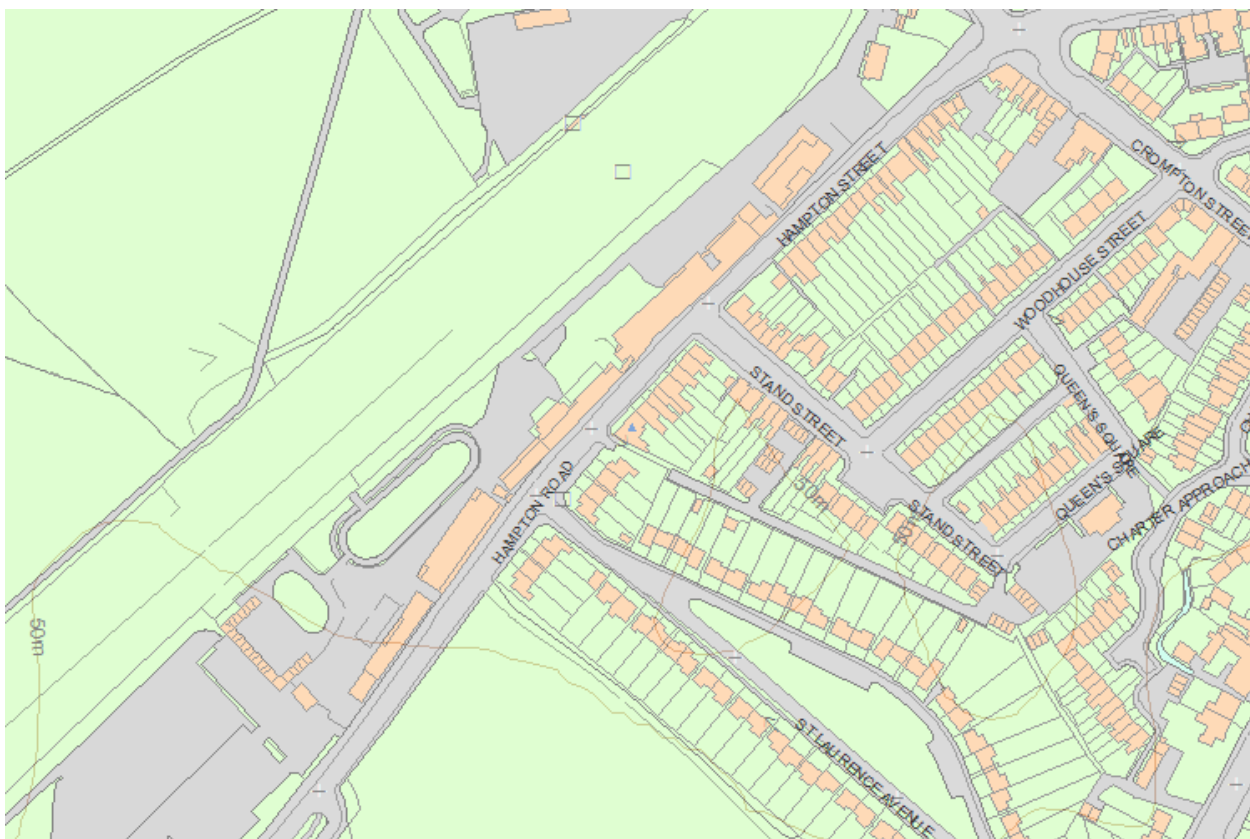 CROMPTON STREET
HAMPTON STREET
WOODHOUSE STREET
STAND STREET
QUEEN'S SQUARE
QUEEN'S SQUARE
CHARTER APPROACH
HAMPTON ROAD
50m
STAND STREET
50m
ST LAURENCE AVENUE